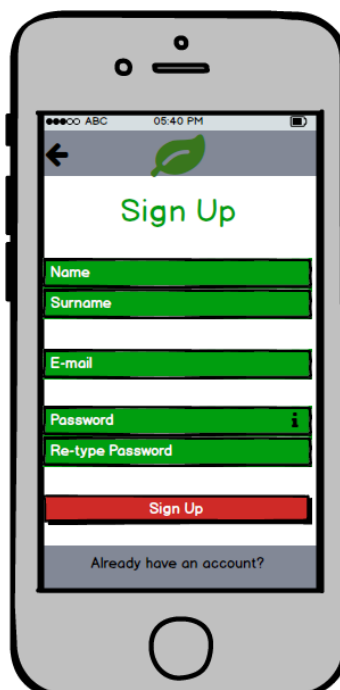 ABC 05:40 PM
Sign Up
Name
Surname
E-mail
Password i
Re-type Password
Sign Up
Already have an account?